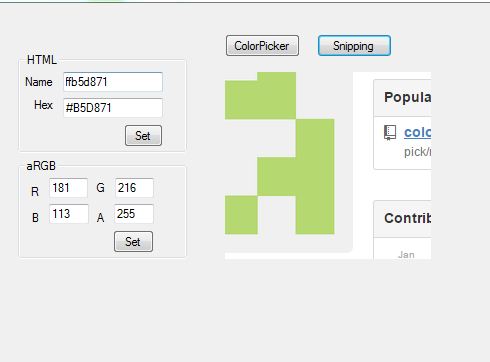 ColorPicker Snipping
HTML
Name ffb5d871
Hex #B5D871
Set
aRGB
R 181 G 216
B 113 A 255
Set
Popula
colo
pick/r
Contrib
Jan